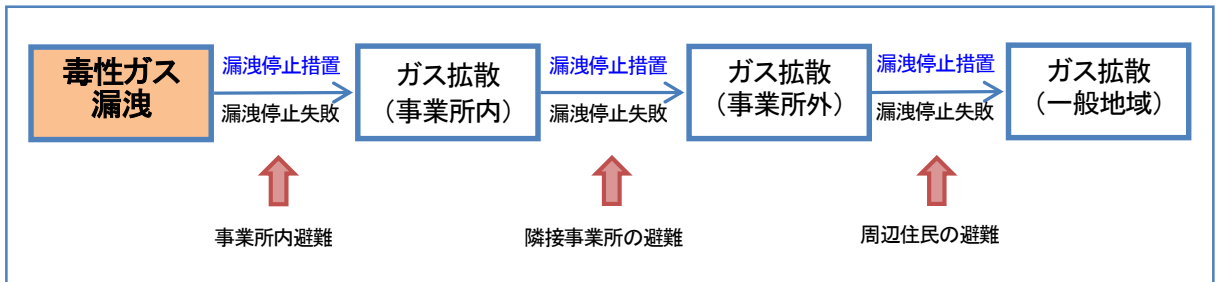 毒性ガス
漏洩
漏洩停止措置
漏洩停止失敗
ガス拡散
（事業所内）
漏洩停止措置
漏洩停止失敗
ガス拡散
（事業所外）
漏洩停止措置
漏洩停止失敗
ガス拡散
（一般地域）
事業所内避難
隣接事業所の避難
周辺住民の避難